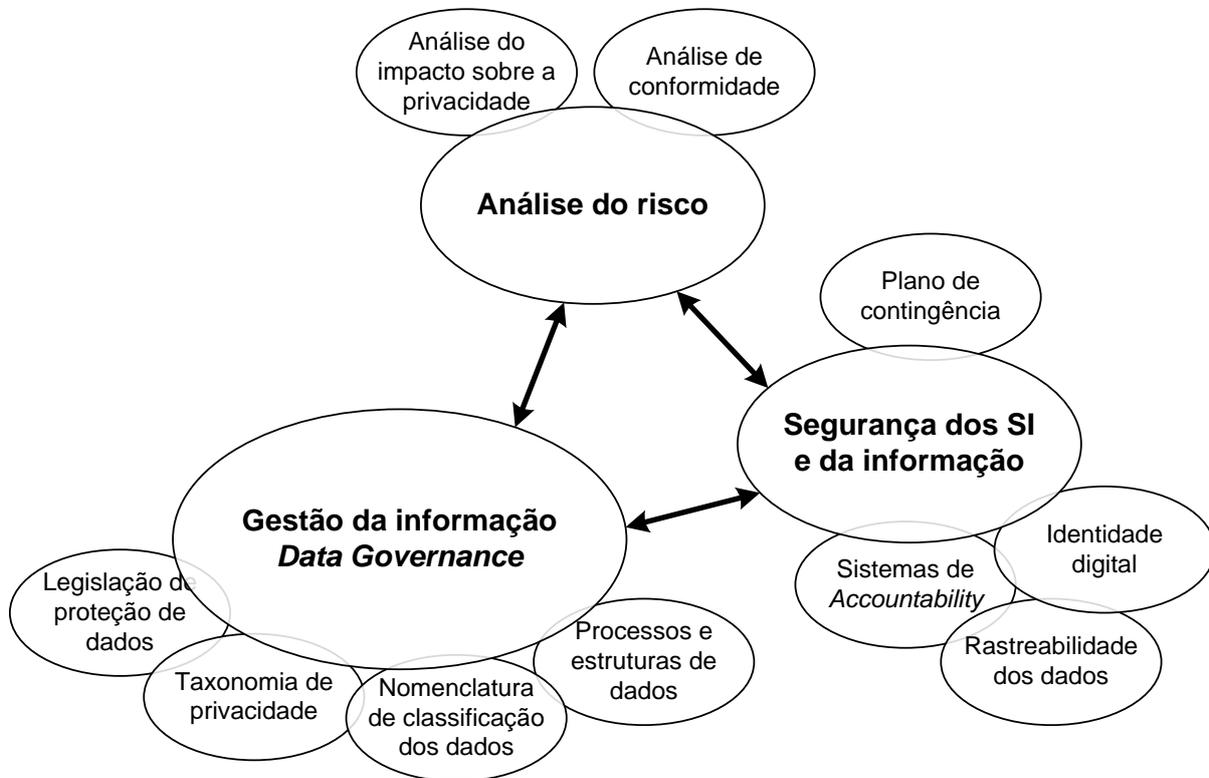 Análise do
impacto sobre a
privacidade
Análise de
conformidade
Análise do risco
Plano de
contingência
Segurança dos SI
e da informação
Gestão da informação
Data Governance
Identidade
digital
Sistemas de
Accountability
Legislação de
proteção de
dados
Processos e
estruturas de
dados
Rastreabilidade
dos dados
Taxonomia de
privacidade
Nomenclatura
de classificação
dos dados